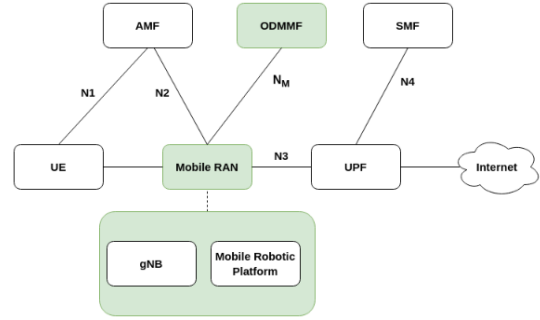 AMF
ODMMF
SMF
N1
N2
NM
N4
UE
Mobile RAN
N3
UPF
Internet
gNB
Mobile Robotic
Platform